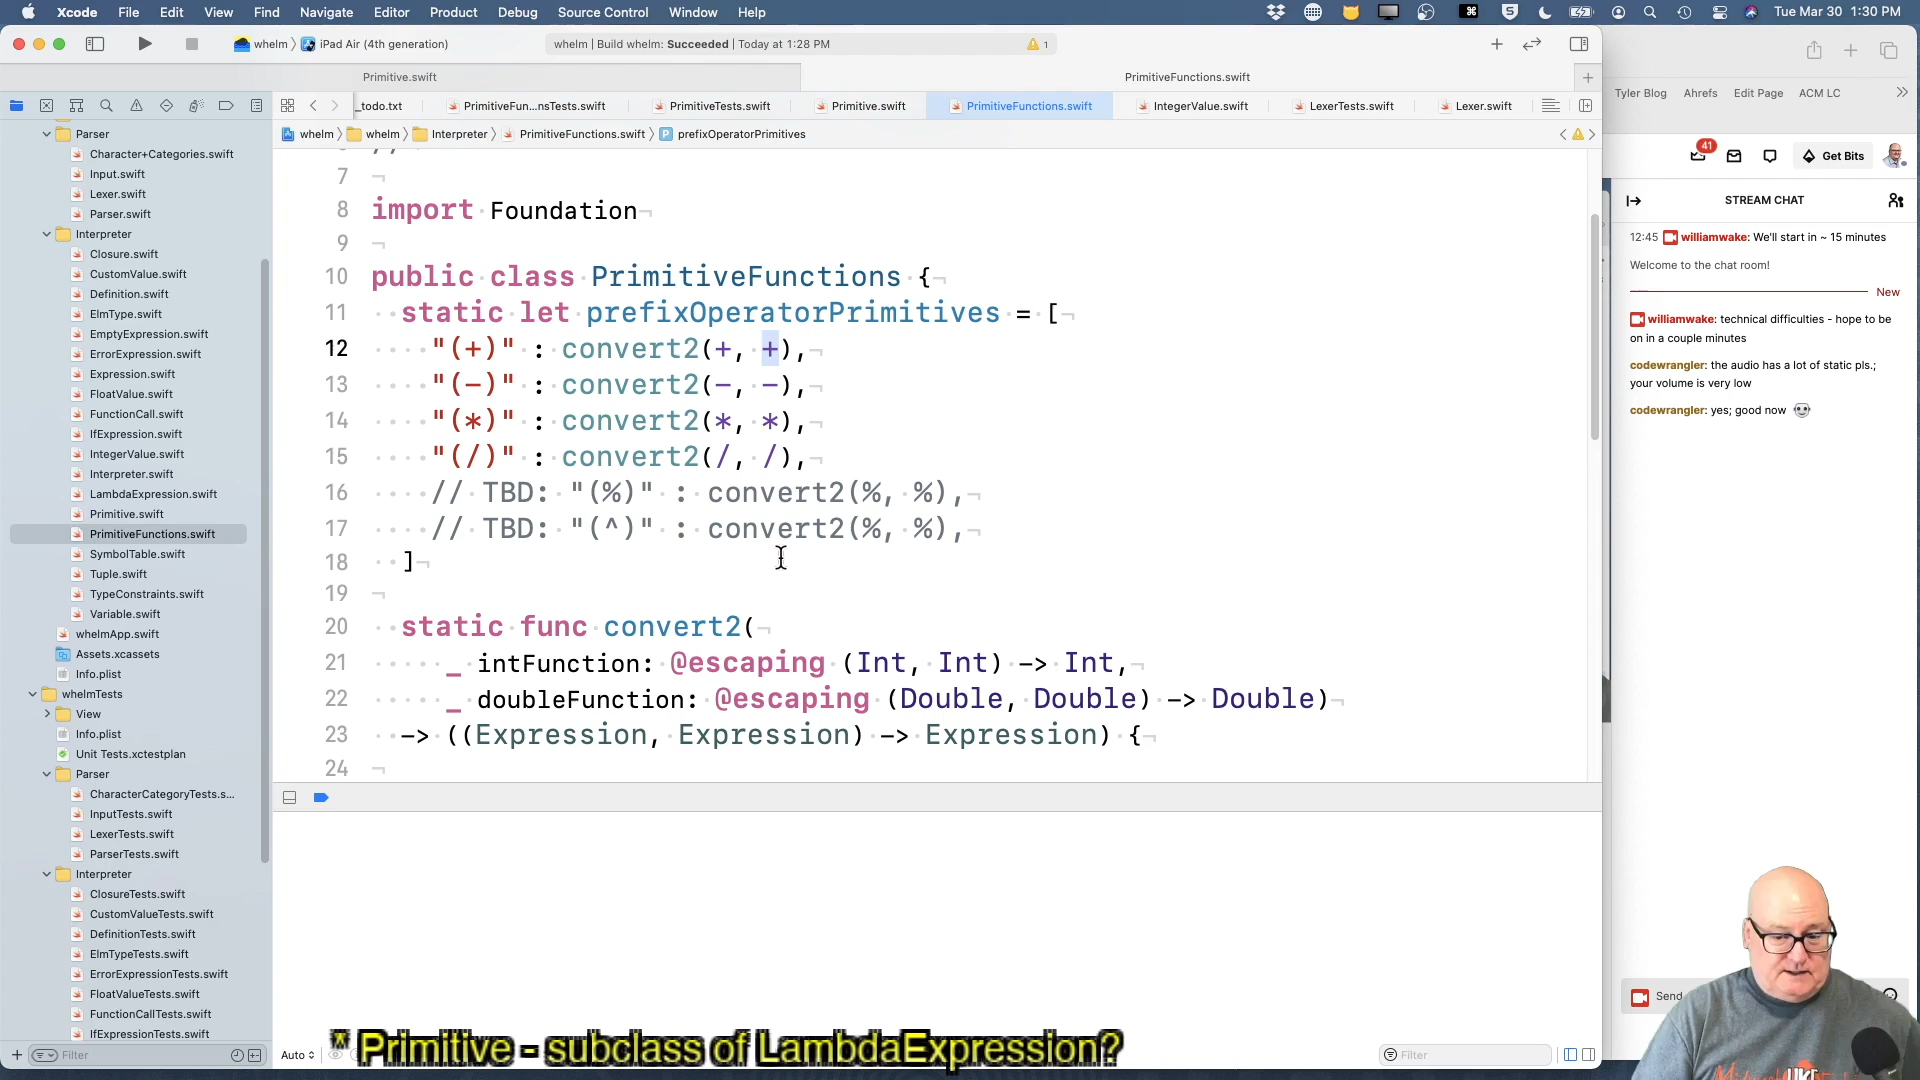 Xcode File Edit View Find Navigate Editor Product Debug Source Control Window Help
Tue Mar 30 1:30 PM
whelm
iPad Air (4th generation)
whelm | Build whelm: Succeeded | Today at 1:28 PM
1
Primitive.swift
PrimitiveFunctions.swift
_todo.txt
PrimitiveFun...nsTests.swift
PrimitiveTests.swift
Primitive.swift
PrimitiveFunctions.swift
IntegerValue.swift
LexerTests.swift
Lexer.swift
whelm
whelm
Interpreter
PrimitiveFunctions.swift
P prefixOperatorPrimitives
Parser
Character+Categories.swift
Input.swift
Lexer.swift
Parser.swift
Interpreter
Closure.swift
CustomValue.swift
Definition.swift
ElmType.swift
EmptyExpression.swift
ErrorExpression.swift
Expression.swift
FloatValue.swift
FunctionCall.swift
IfExpression.swift
IntegerValue.swift
Interpreter.swift
LambdaExpression.swift
Primitive.swift
PrimitiveFunctions.swift
SymbolTable.swift
Tuple.swift
TypeConstraints.swift
Variable.swift
whelmApp.swift
Assets.xcassets
Info.plist
whelmTests
View
Info.plist
Unit Tests.xctestplan
Parser
CharacterCategoryTests.s...
InputTests.swift
LexerTests.swift
ParserTests.swift
Interpreter
ClosureTests.swift
CustomValueTests.swift
DefinitionTests.swift
ElmTypeTests.swift
ErrorExpressionTests.swift
FloatValueTests.swift
FunctionCallTests.swift
IfExpressionTests.swift
Filter
7
8 import Foundation
9
10 public class PrimitiveFunctions {
11 static let prefixOperatorPrimitives = [
12 "(+)" : convert2(+, +),
13 "(-)" : convert2(-, -),
14 "(*)" : convert2(*, *),
15 "(/)" : convert2(/, /),
16 // TBD: "(%)" : convert2(%, %),
17 // TBD: "(^)" : convert2(%, %),
18 ]
19
20 static func convert2(
21 _ intFunction: @escaping (Int, Int) -> Int,
22 _ doubleFunction: @escaping (Double, Double) -> Double)
23 -> ((Expression, Expression) -> Expression) {
24
Auto
Filter
* Primitive - subclass of LambdaExpression?
Tyler Blog
Ahrefs
Edit Page
ACM LC
41
Get Bits
STREAM CHAT
12:45 williamwake: We'll start in ~ 15 minutes
Welcome to the chat room!
New
williamwake: technical difficulties - hope to be
on in a couple minutes
codewrangler: the audio has a lot of static pls.;
your volume is very low
codewrangler: yes; good now
Send